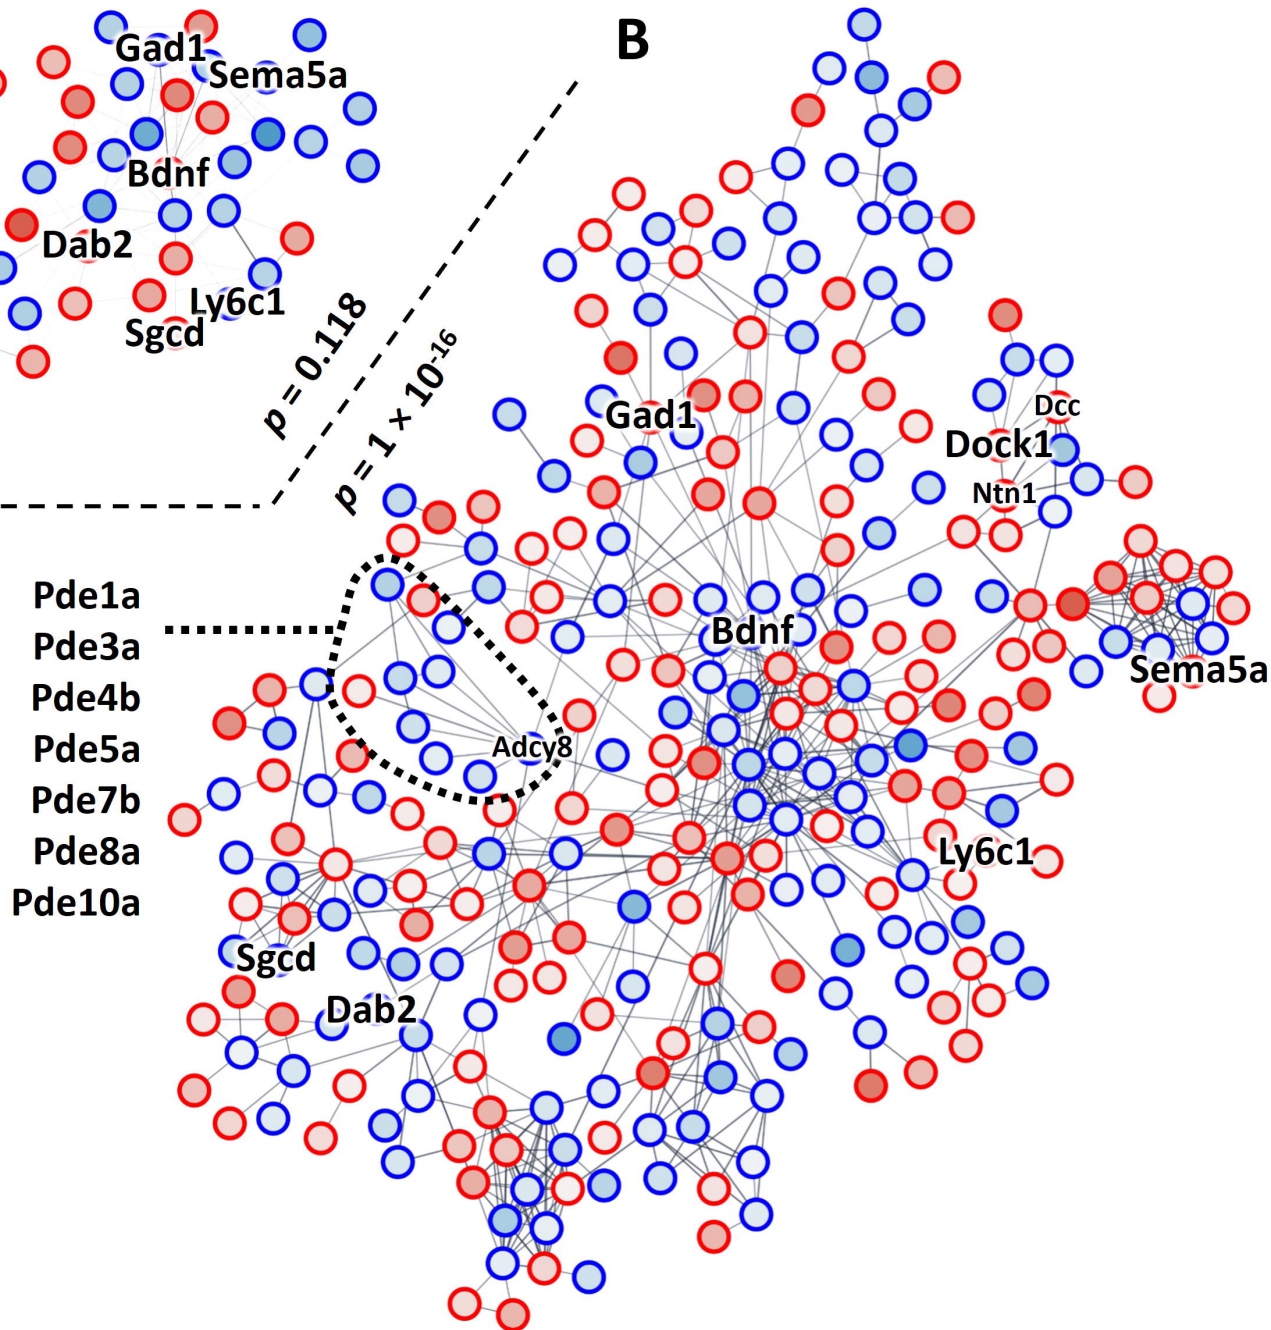 B
Gad1
Sema5a
Bdnf
Dab2
Ly6c1
Sgcd
p = 0.118
p = 1 × 10-16
Gad1
Dcc
Dock1
Ntn1
Pde1a
Pde3a
Pde4b
Pde5a
Pde7b
Pde8a
Pde10a
Bdnf
Sema5a
Adcy8
Ly6c1
Sgcd
Dab2